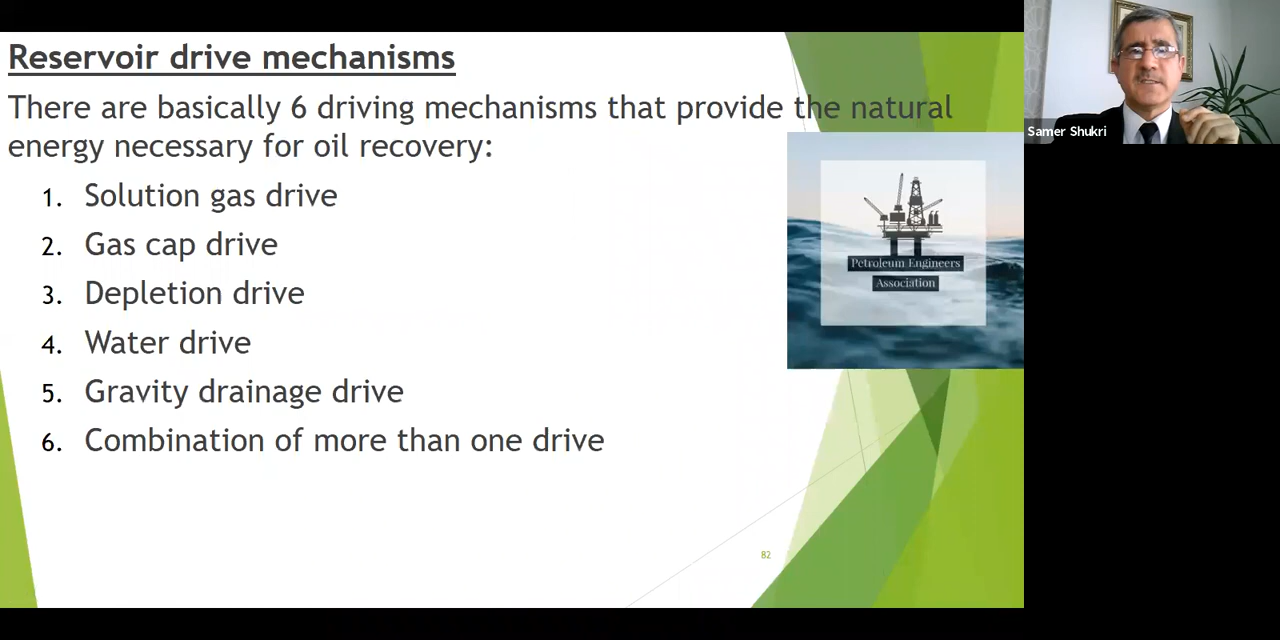 Reservoir drive mechanisms
There are basically 6 driving mechanisms that provide the natural
energy necessary for oil recovery:
1. Solution gas drive
2. Gas cap drive
3. Depletion drive
4. Water drive
5. Gravity drainage drive
6. Combination of more than one drive
Petroleum Engineers
Association
82
Samer Shukri